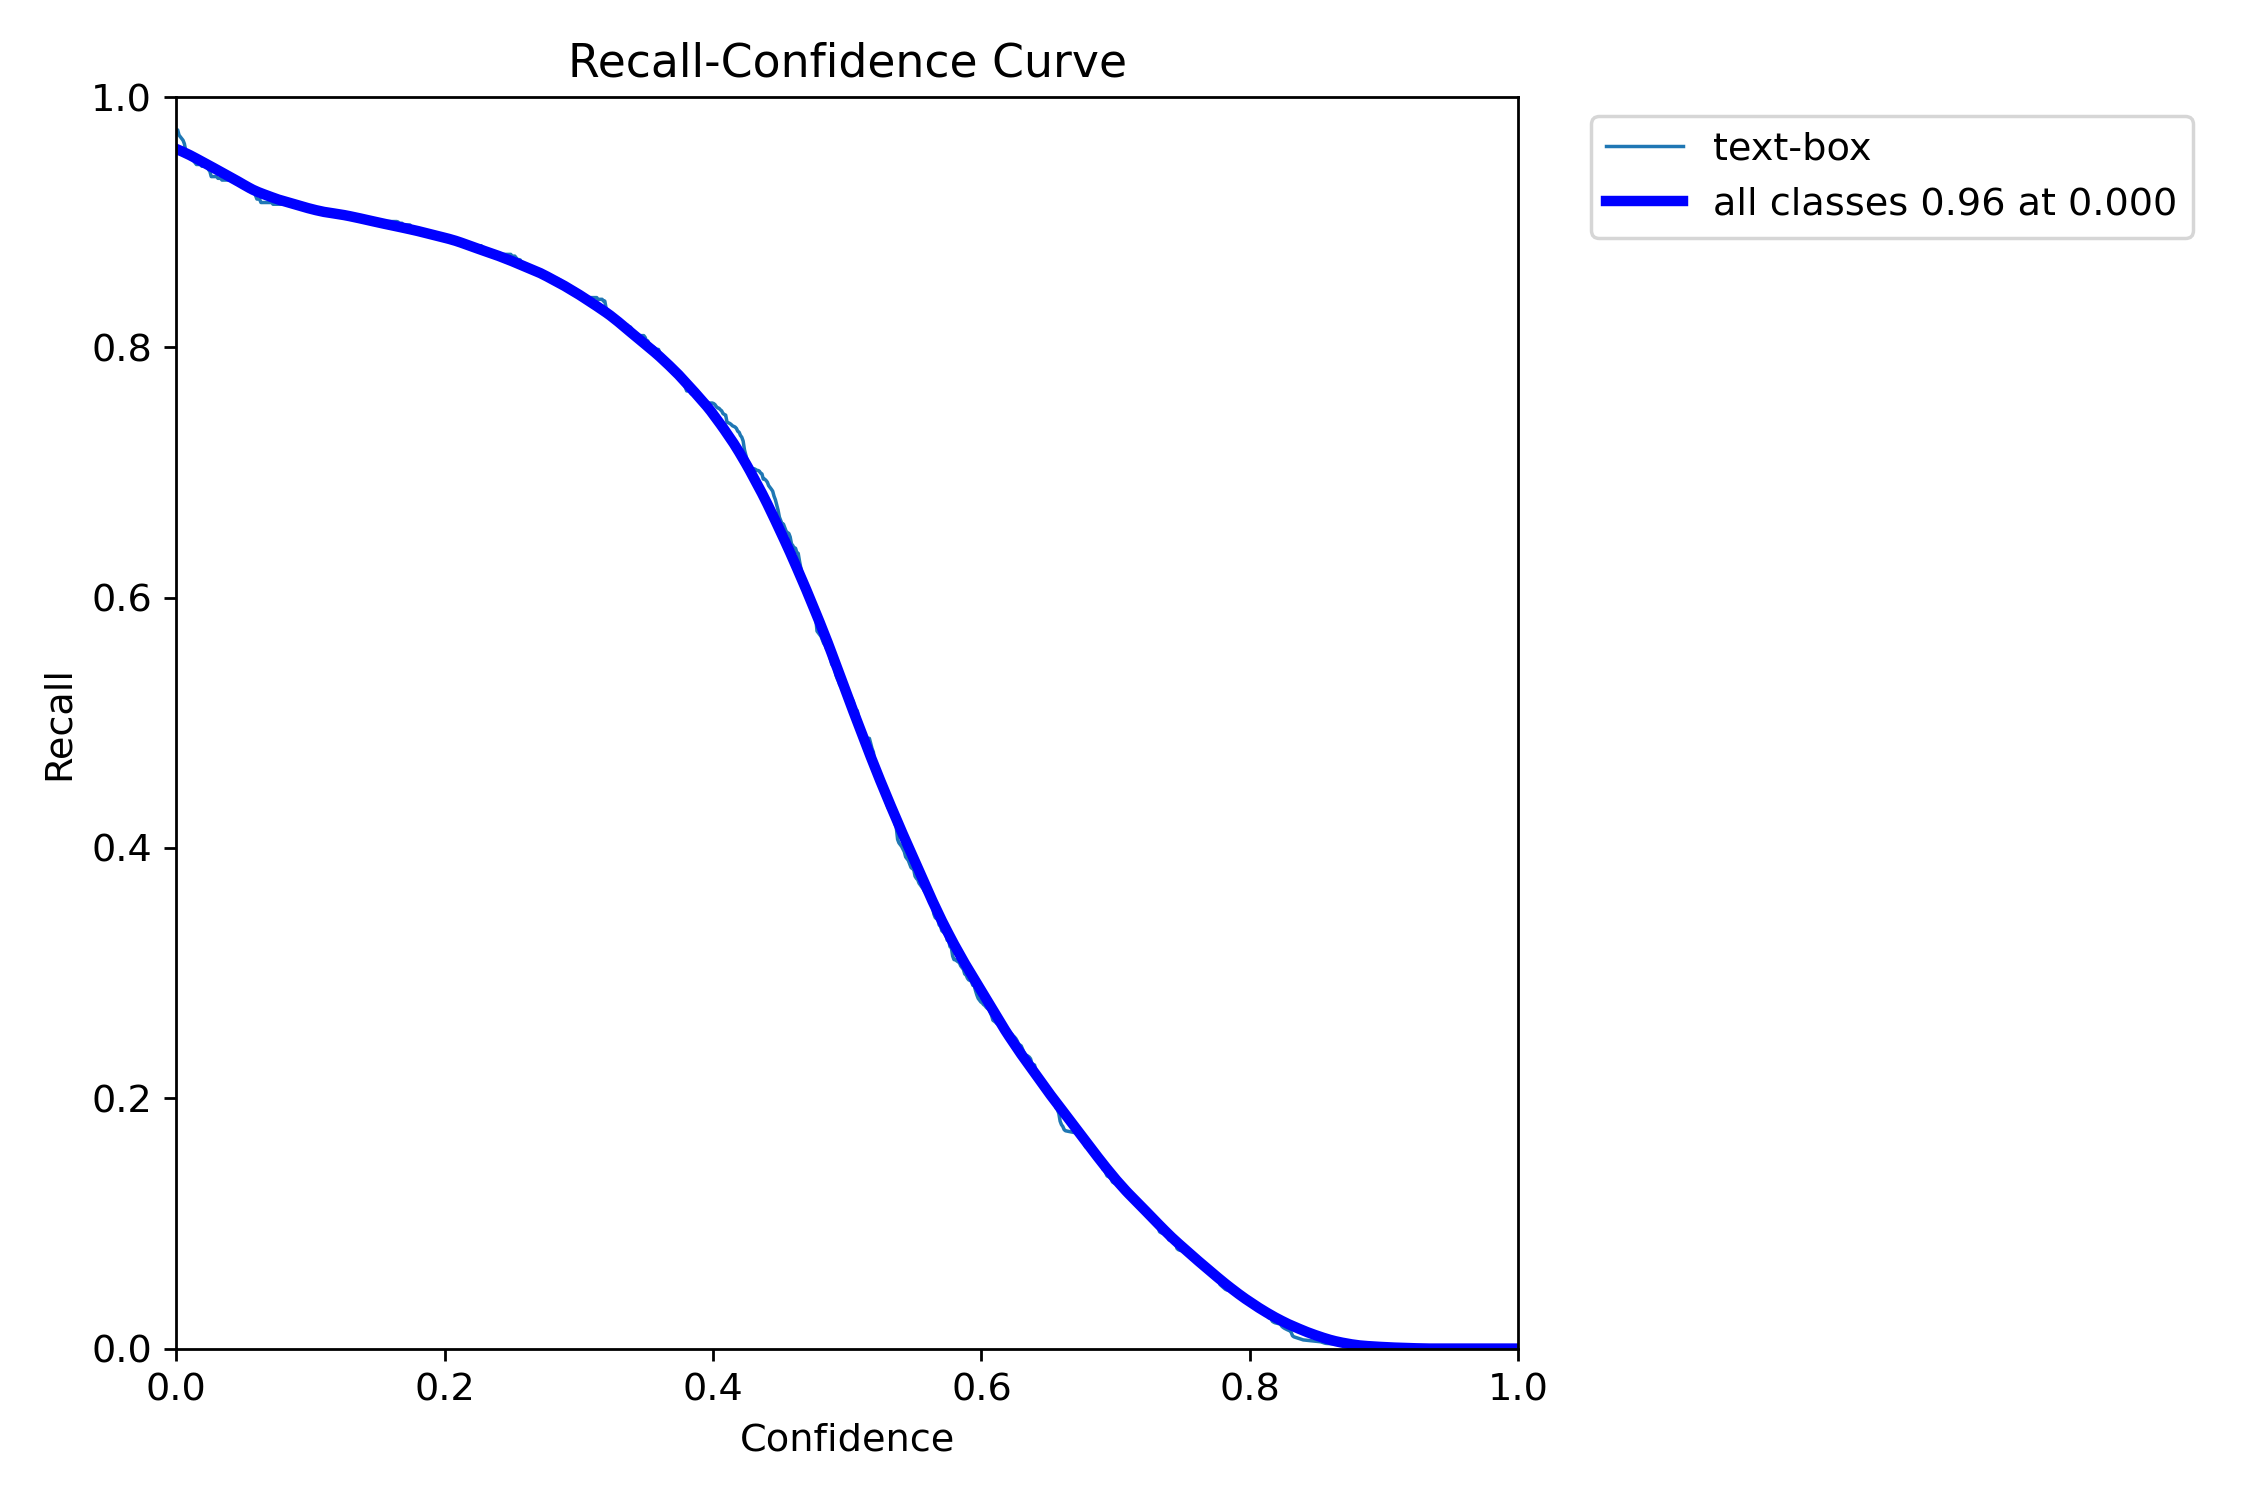 Recall-Confidence Curve
1.0
0.8
0.6
0.4
0.2
0.0
Recall
0.0 0.2 0.4 0.6 0.8 1.0
Confidence
text-box
all classes 0.96 at 0.000